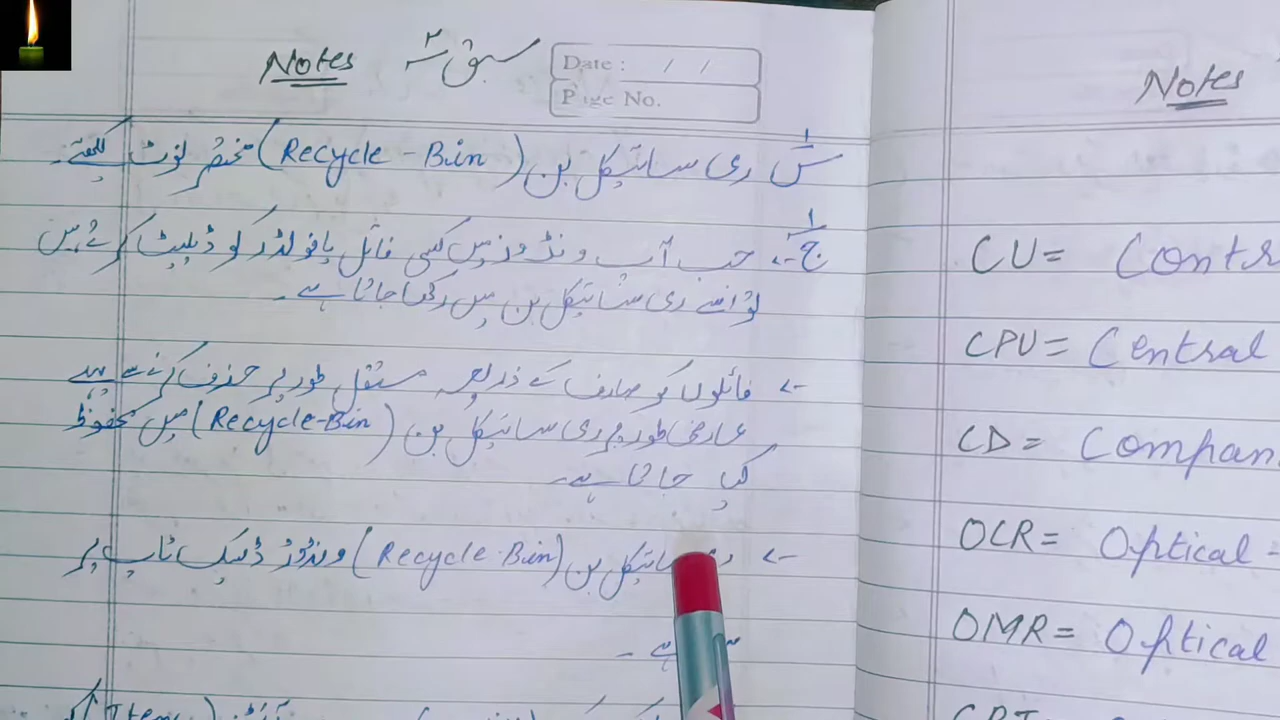 Notes سبق ۲
Date : / /
Page No.
س۱ ری سائیکل بن (Recycle-Bin) مختصر نوٹ لکھئے۔
ج۱ -> جب آپ ونڈوز میں کسی فائل یا فولڈر کو ڈیلیٹ کرتے ہیں
تو اسے ری سائیکل بن میں رکھا جاتا ہے۔
-> فائلوں کو صارف کے ذریعہ مستقل طور پر حذف کرنے سے پہلے
عارضی طور پر ری سائیکل بن (Recycle-Bin) میں محفوظ
کیا جاتا ہے۔
-> سائیکل بن (Recycle-Bin) ونڈوز ڈیسک ٹاپ پر
ہے۔
(Item)
Notes
CU= Contr
CPU= Central
CD= Compan
OCR= Optical -
OMR= Optical